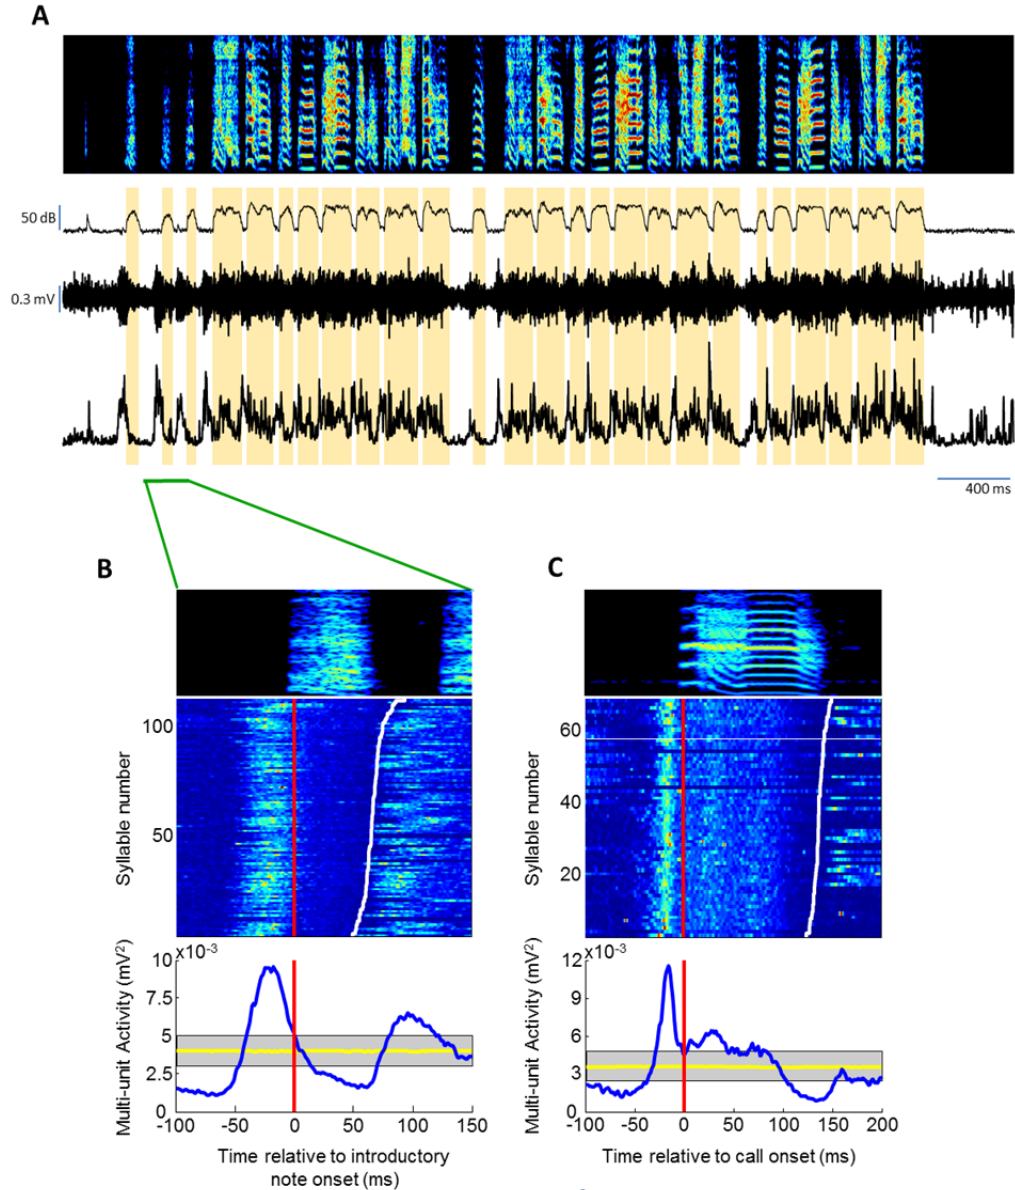 A
50 dB
0.3 mV
400 ms
B
C
Syllable number
100
50
Syllable number
60
40
20
Multi-unit Activity (mV²)
x10⁻³
10
7.5
5
2.5
0
-100 -50 0 50 100 150
Time relative to introductory
note onset (ms)
Multi-unit Activity (mV²)
x10⁻³
12
9
6
3
0
-100 -50 0 50 100 150 200
Time relative to call onset (ms)